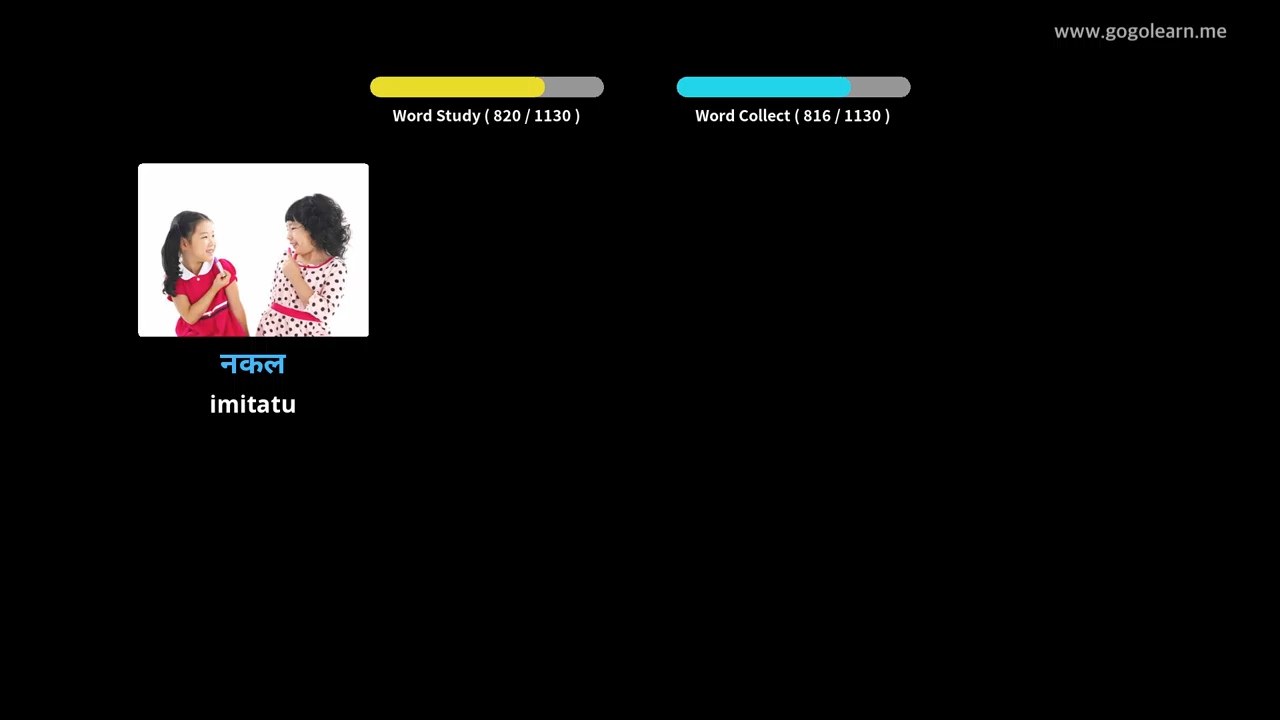 www.gogolearn.me
Word Study ( 820 / 1130 )
Word Collect ( 816 / 1130 )
नकल
imitatu